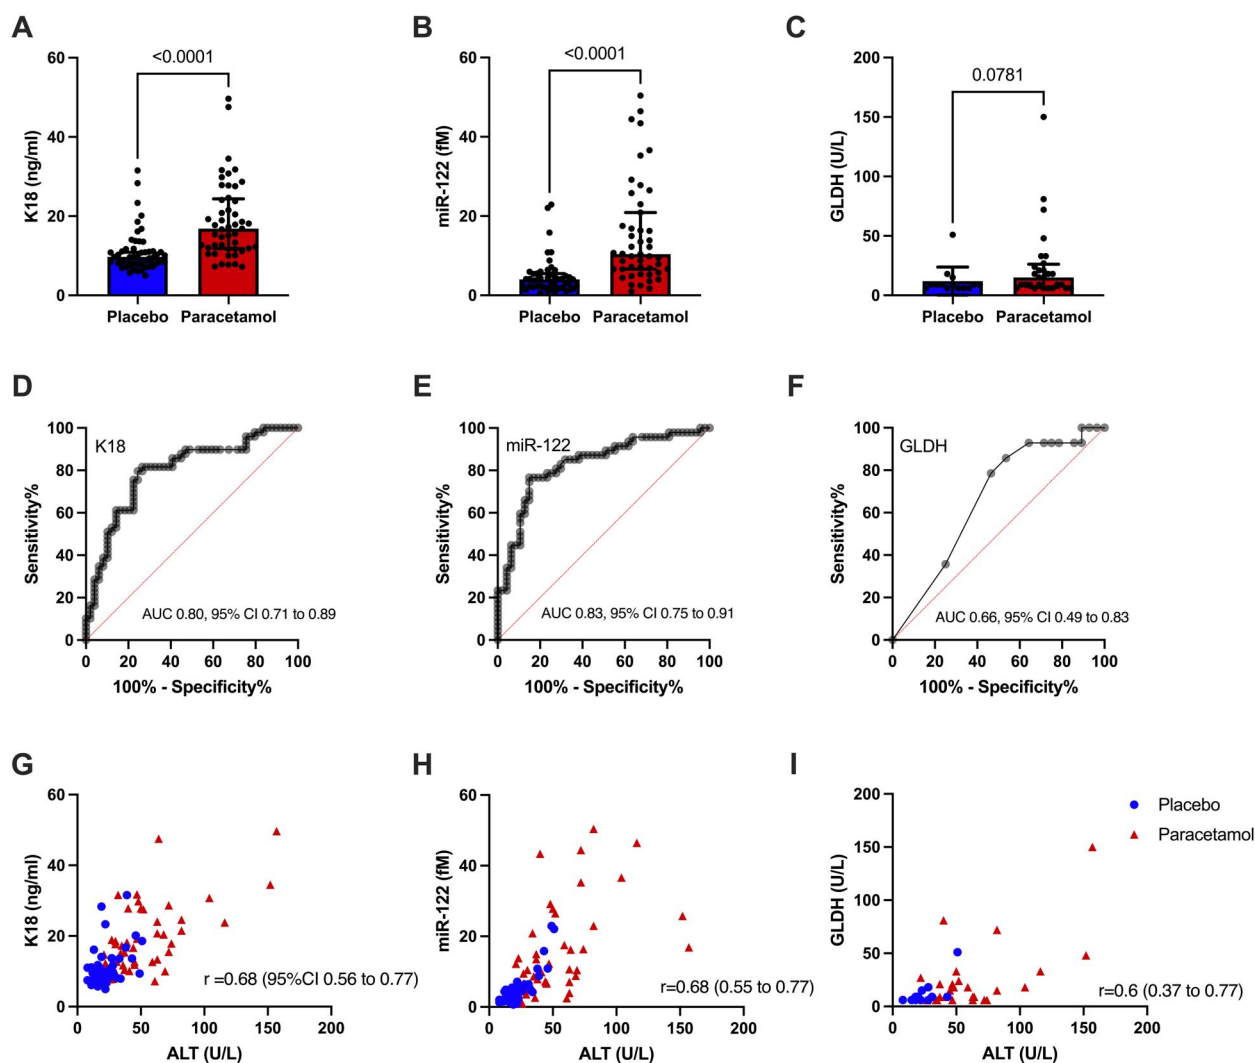 A
B
C
<0.0001
<0.0001
0.0781
60
40
20
0
K18 (ng/ml)
Placebo Paracetamol
60
40
20
0
miR-122 (fM)
Placebo Paracetamol
200
150
100
50
0
GLDH (U/L)
Placebo Paracetamol
D
E
F
100
80
60
40
20
0
Sensitivity%
K18
AUC 0.80, 95% CI 0.71 to 0.89
0 20 40 60 80 100
100% - Specificity%
100
80
60
40
20
0
Sensitivity%
miR-122
AUC 0.83, 95% CI 0.75 to 0.91
0 20 40 60 80 100
100% - Specificity%
100
80
60
40
20
0
Sensitivity%
GLDH
AUC 0.66, 95% CI 0.49 to 0.83
0 20 40 60 80 100
100% - Specificity%
G
H
I
60
40
20
0
K18 (ng/ml)
r =0.68 (95%CI 0.56 to 0.77)
0 50 100 150 200
ALT (U/L)
60
40
20
0
miR-122 (fM)
r=0.68 (0.55 to 0.77)
0 50 100 150 200
ALT (U/L)
200
150
100
50
0
GLDH (U/L)
r=0.6 (0.37 to 0.77)
0 50 100 150 200
ALT (U/L)
Placebo
Paracetamol